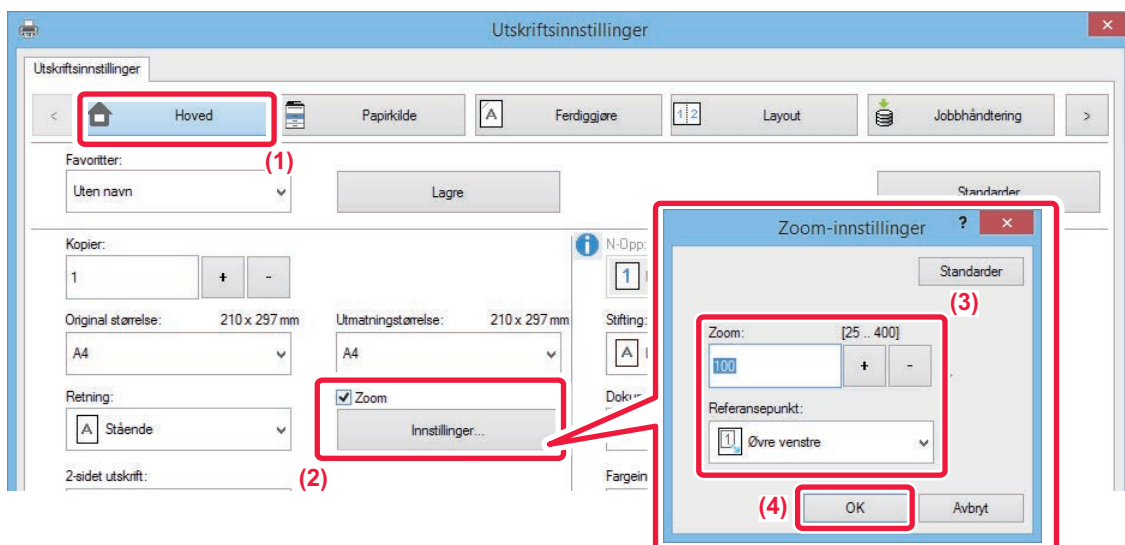 Utskriftsinnstillinger
Utskriftsinnstillinger
< Hoved Papirkilde Ferdiggjøre Layout Jobbhåndtering >
(1)
Favoritter:
Uten navn Lagre Standarder
Zoom-innstillinger ?
Kopier: N-Opp:
1 + - 1
Standarder
(3)
Original størrelse: 210 x 297 mm Utmatningstørrelse: 210 x 297 mm Stifting:
A4 A4
Zoom: [25 .. 400]
100 + -
Retning: Zoom
Stående Innstillinger...
Referansepunkt:
Øvre venstre
2-sidet utskrift: (2)
(4) OK Avbryt